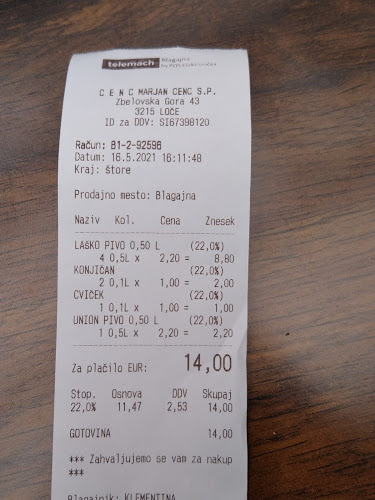 telemach Blagajna
C E N C MARJAN CENC S.P.
Zbelovska Gora 43
3215 LOČE
ID za DDV: SI67398120
Račun: B1-2-92596
Datum: 16.5.2021 16:11:48
Kraj: štore
Prodajno mesto: Blagajna
Naziv Kol. Cena Znesek
LAŠKO PIVO 0,50 L (22,0%)
4 0,5L x 2,20 = 8,80
KONJIČAN (22,0%)
2 0,1L x 1,00 = 2,00
CVIČEK (22,0%)
1 0,1L x 1,00 = 1,00
UNION PIVO 0,50 L (22,0%)
1 0,5L x 2,20 = 2,20
Za plačilo EUR: 14,00
Stop. Osnova DDV Skupaj
22,0% 11,47 2,53 14,00
GOTOVINA 14,00
*** Zahvaljujemo se vam za nakup
***
Blagajnik: KLEMENTINA